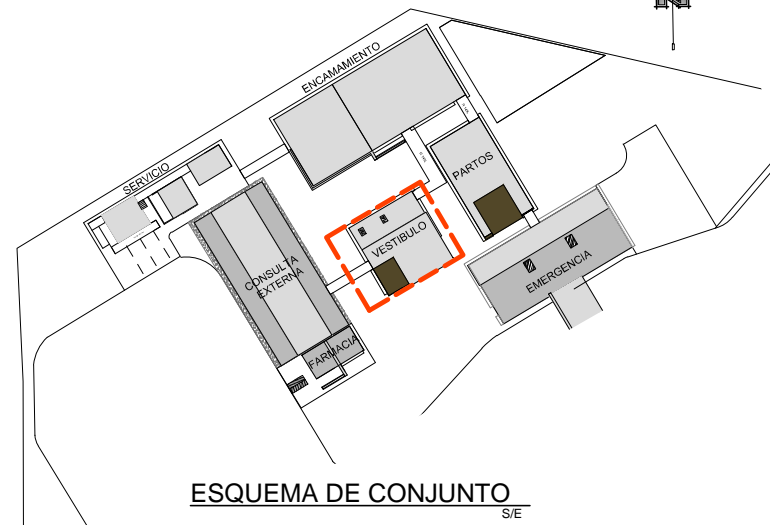 ENCAMAMIENTO
SERVICIO
PARTOS
VESTIBULO
CONSULTA
EXTERNA
EMERGENCIA
FARMACIA
ESQUEMA DE CONJUNTO
S/E